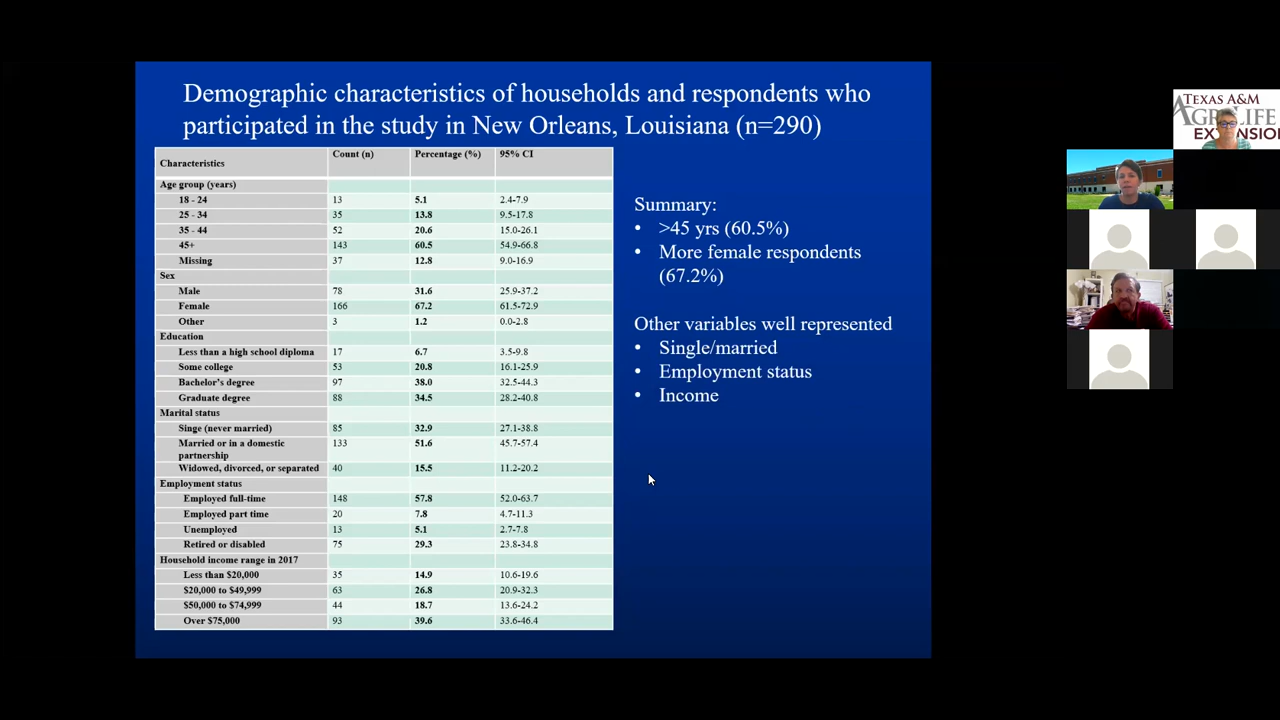 Demographic characteristics of households and respondents who
participated in the study in New Orleans, Louisiana (n=290)
Characteristics Count (n) Percentage (%) 95% CI
Age group (years)
18 - 24 13 5.1 2.4-7.9
25 - 34 35 13.8 9.5-17.8
35 - 44 52 20.6 15.0-26.1
45+ 143 60.5 54.9-66.8
Missing 37 12.8 9.0-16.9
Sex
Male 78 31.6 25.9-37.2
Female 166 67.2 61.5-72.9
Other 3 1.2 0.0-2.8
Education
Less than a high school diploma 17 6.7 3.5-9.8
Some college 53 20.8 16.1-25.9
Bachelor's degree 97 38.0 32.5-44.3
Graduate degree 88 34.5 28.2-40.8
Marital status
Singe (never married) 85 32.9 27.1-38.8
Married or in a domestic 133 51.6 45.7-57.4
partnership
Widowed, divorced, or separated 40 15.5 11.2-20.2
Employment status
Employed full-time 148 57.8 52.0-63.7
Employed part time 20 7.8 4.7-11.3
Unemployed 13 5.1 2.7-7.8
Retired or disabled 75 29.3 23.8-34.8
Household income range in 2017
Less than $20,000 35 14.9 10.6-19.6
$20,000 to $49,999 63 26.8 20.9-32.3
$50,000 to $74,999 44 18.7 13.6-24.2
Over $75,000 93 39.6 33.6-46.4
Summary:
• >45 yrs (60.5%)
• More female respondents
(67.2%)
Other variables well represented
• Single/married
• Employment status
• Income
TEXAS A&M